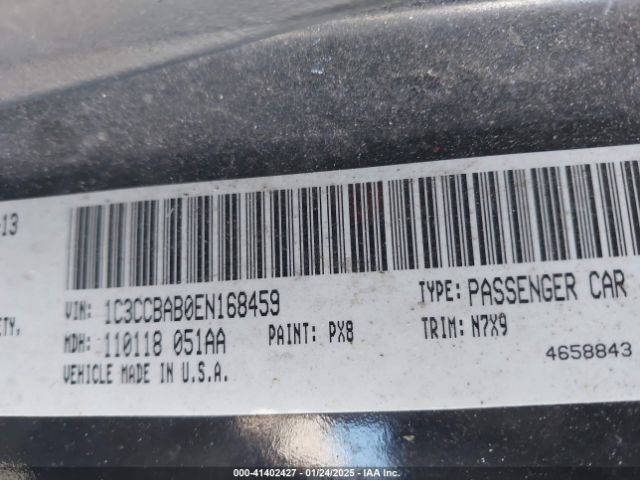 -13
ETY,
VIN: 1C3CCBAB0EN168459
TYPE: PASSENGER CAR
MDH: 110118 051AA
PAINT: PX8
TRIM: N7X9
VEHICLE MADE IN U.S.A.
4658843
000-41402427 - 01/24/2025 - IAA Inc.